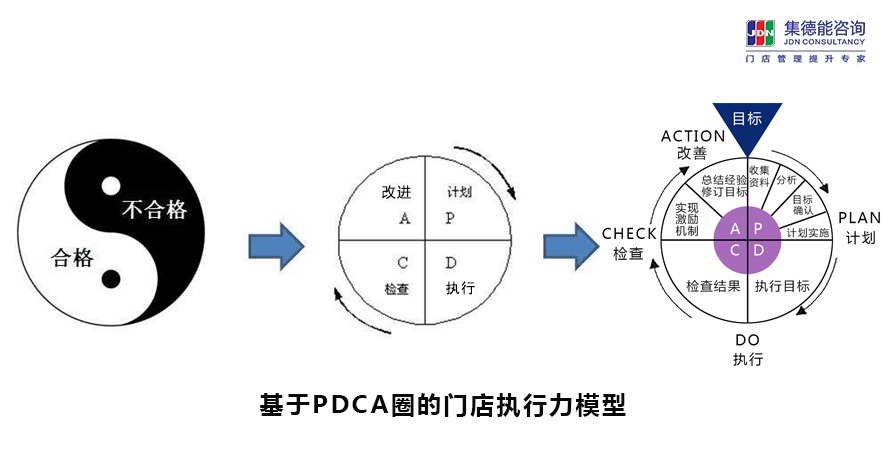 JDN
集德能咨询
JDN CONSULTANCY
门店管理提升专家
不合格
合格
改进
计划
A
P
C
D
检查
执行
目标
ACTION
改善
总结经验
修订目标
收集
资料
分析
目标
确认
计划实施
实现
激励
机制
A
P
C
D
CHECK
检查
PLAN
计划
检查结果
执行目标
DO
执行
基于PDCA圈的门店执行力模型